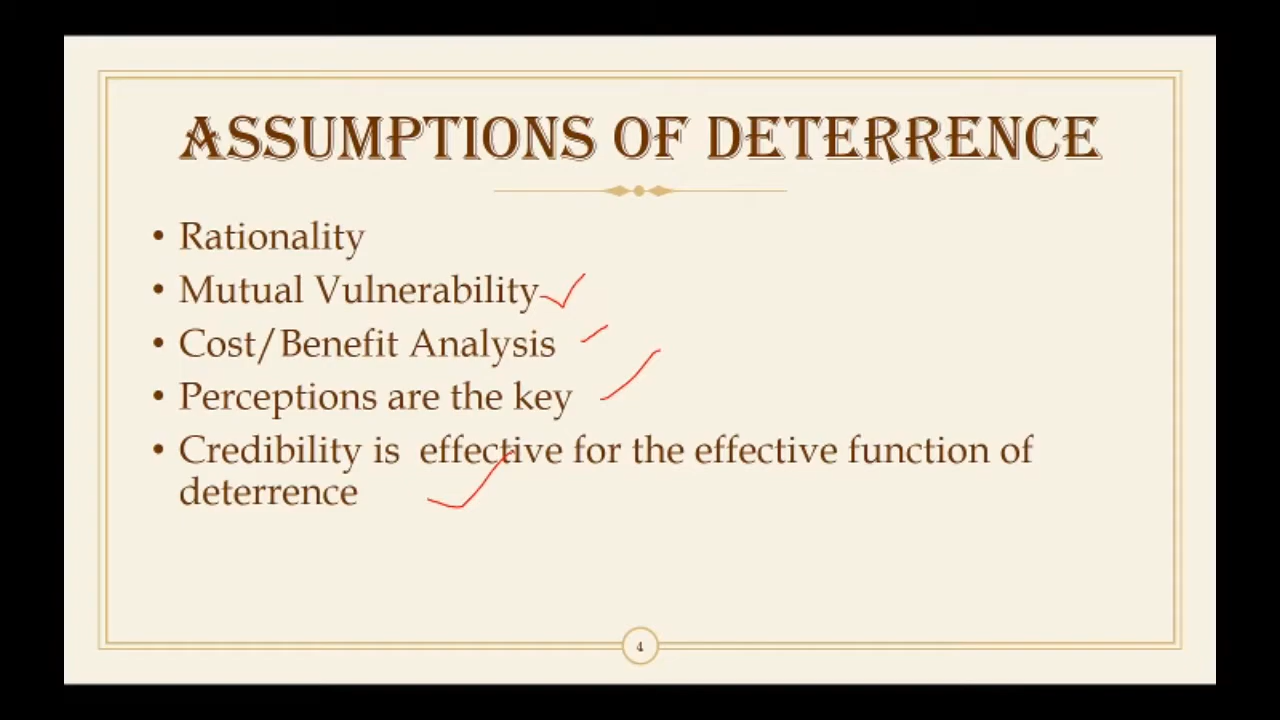 ASSUMPTIONS OF DETERRENCE
• Rationality
• Mutual Vulnerability
• Cost/Benefit Analysis
• Perceptions are the key
• Credibility is  effective for the effective function of
deterrence
4